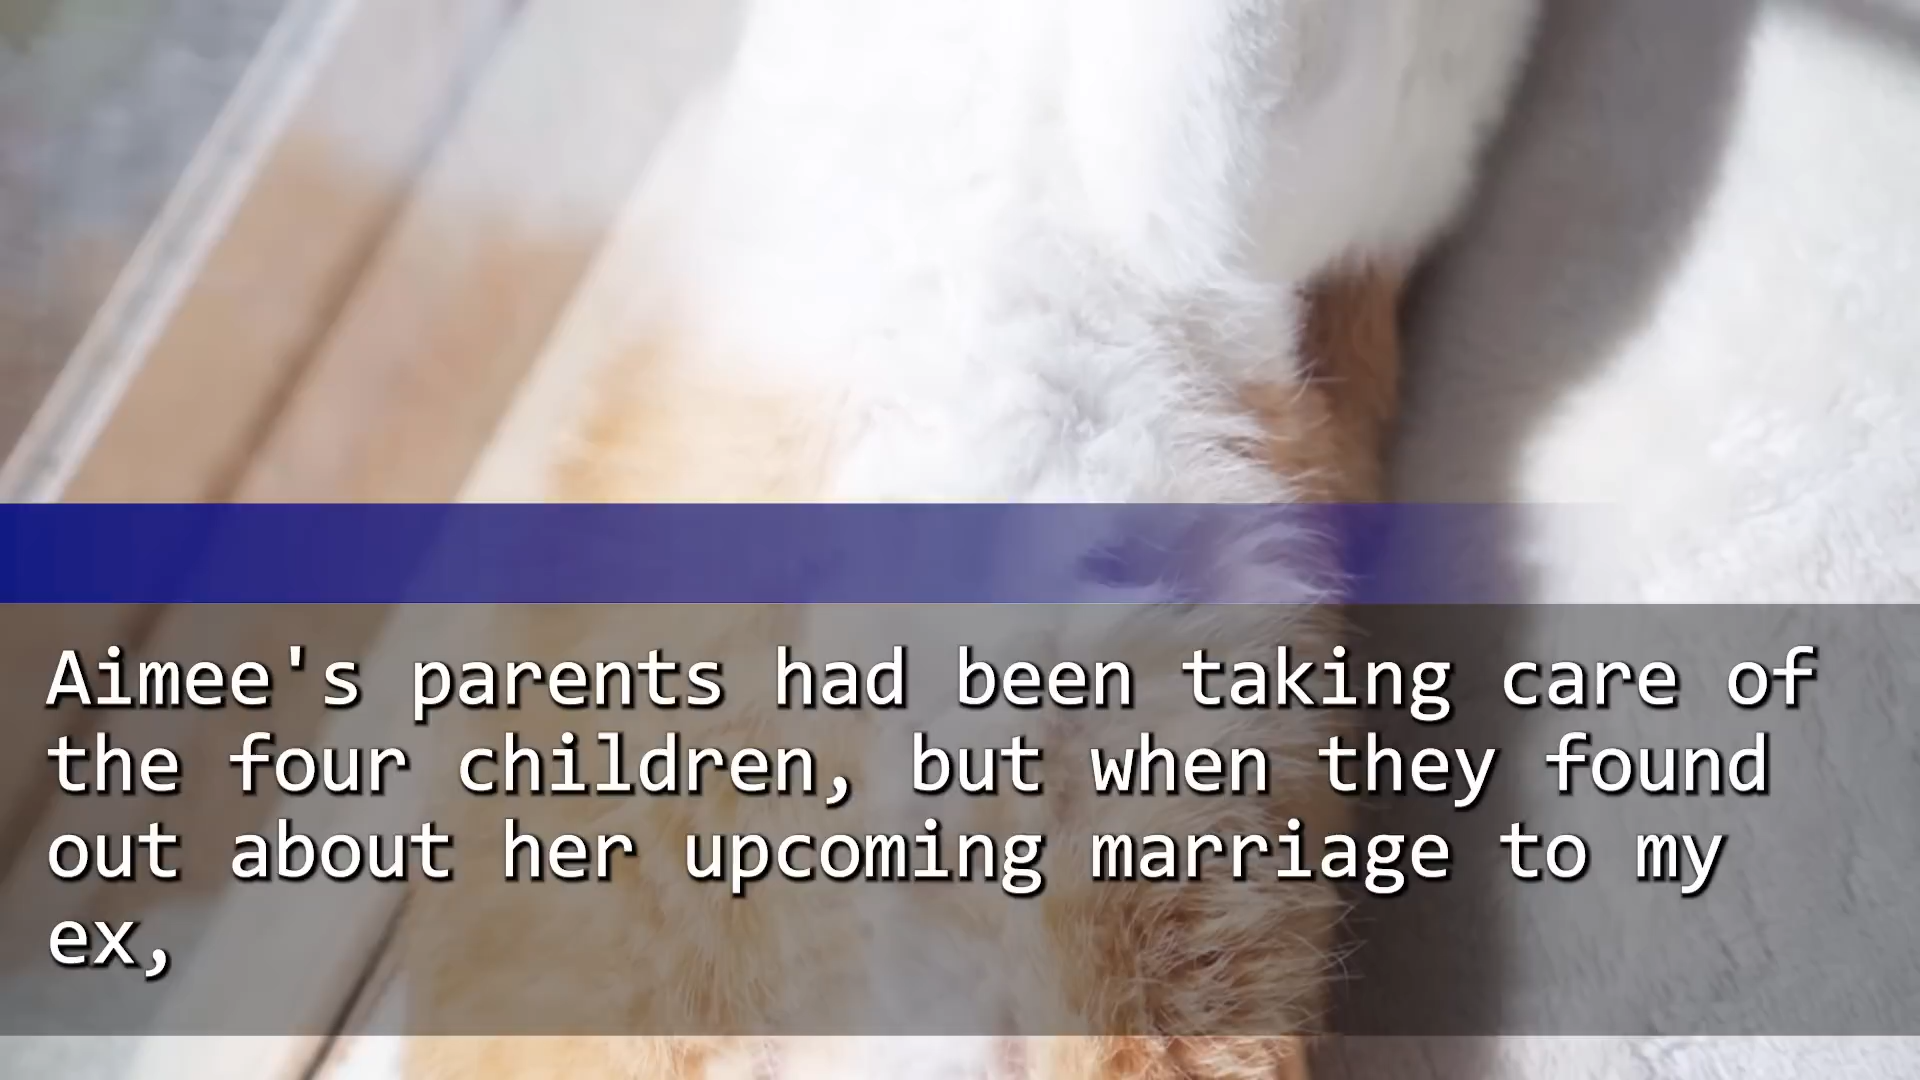 Aimee's parents had been taking care of
the four children, but when they found
out about her upcoming marriage to my
ex,